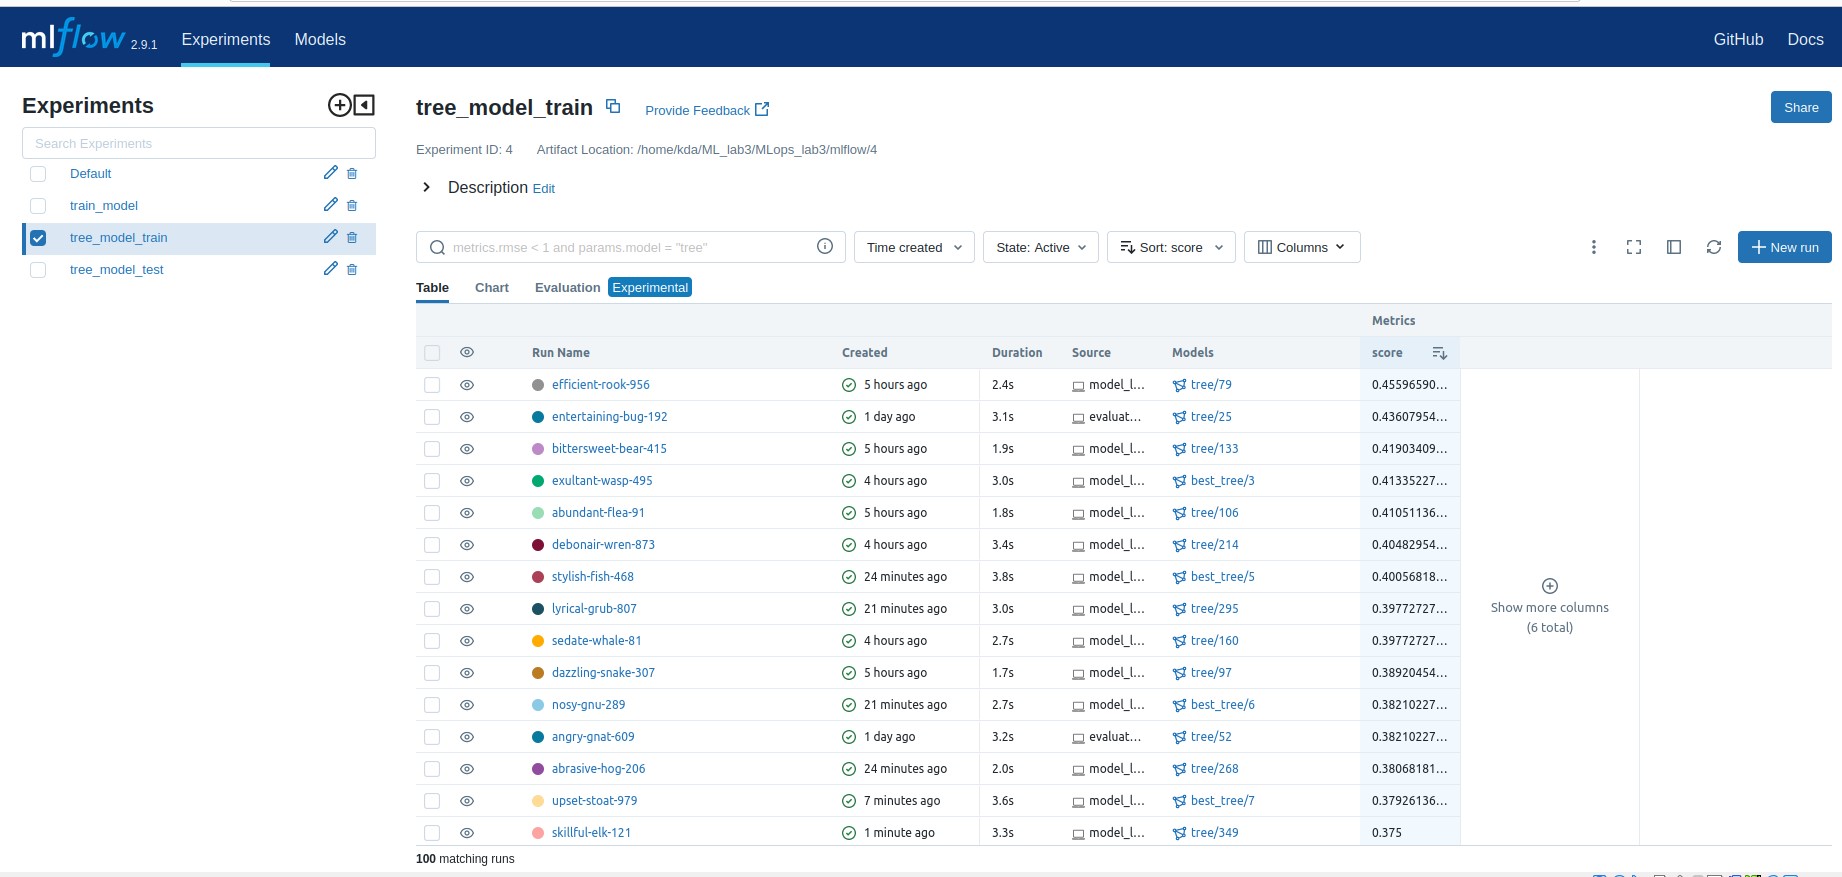 mlflow 2.9.1 Experiments Models GitHub Docs
Experiments
Search Experiments
Default
train_model
tree_model_train
tree_model_test
tree_model_train Provide Feedback Share
Experiment ID: 4 Artifact Location: /home/kda/ML_lab3/MLops_lab3/mlflow/4
Description Edit
metrics.rmse < 1 and params.model = "tree" Time created State: Active Sort: score Columns New run
Table Chart Evaluation Experimental
Metrics
Run Name Created Duration Source Models score
efficient-rook-956 5 hours ago 2.4s model_l... tree/79 0.45596590...
entertaining-bug-192 1 day ago 3.1s evaluat... tree/25 0.43607954...
bittersweet-bear-415 5 hours ago 1.9s model_l... tree/133 0.41903409...
exultant-wasp-495 4 hours ago 3.0s model_l... best_tree/3 0.41335227...
abundant-flea-91 5 hours ago 1.8s model_l... tree/106 0.41051136...
debonair-wren-873 4 hours ago 3.4s model_l... tree/214 0.40482954...
stylish-fish-468 24 minutes ago 3.8s model_l... best_tree/5 0.40056818...
lyrical-grub-807 21 minutes ago 3.0s model_l... tree/295 0.39772727...
sedate-whale-81 4 hours ago 2.7s model_l... tree/160 0.39772727...
dazzling-snake-307 5 hours ago 1.7s model_l... tree/97 0.38920454...
nosy-gnu-289 21 minutes ago 2.7s model_l... best_tree/6 0.38210227...
angry-gnat-609 1 day ago 3.2s evaluat... tree/52 0.38210227...
abrasive-hog-206 24 minutes ago 2.0s model_l... tree/268 0.38068181...
upset-stoat-979 7 minutes ago 3.6s model_l... best_tree/7 0.37926136...
skillful-elk-121 1 minute ago 3.3s model_l... tree/349 0.375
Show more columns
(6 total)
100 matching runs